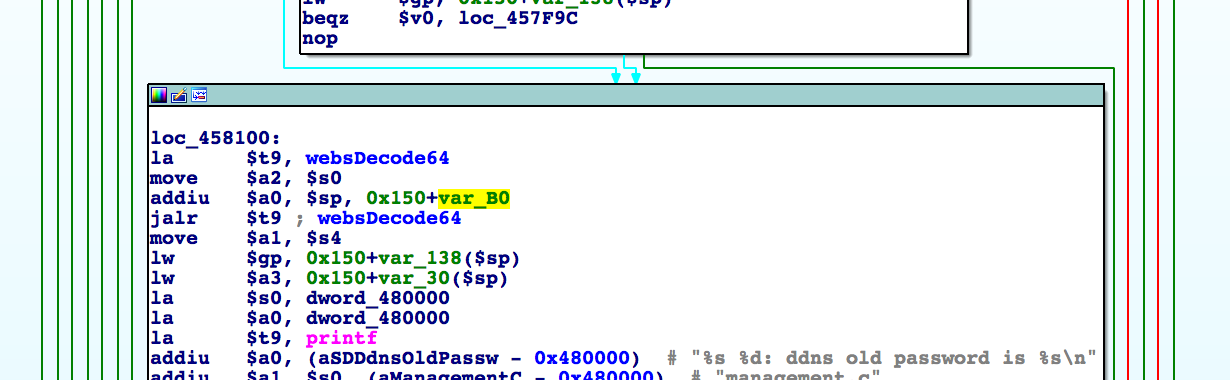 lw $gp, 0x150+var_138($sp)
beqz $v0, loc_457F9C
nop
loc_458100:
la $t9, websDecode64
move $a2, $s0
addiu $a0, $sp, 0x150+var_B0
jalr $t9 ; websDecode64
move $a1, $s4
lw $gp, 0x150+var_138($sp)
lw $a3, 0x150+var_30($sp)
la $s0, dword_480000
la $a0, dword_480000
la $t9, printf
addiu $a0, (aSDDdnsOldPassw - 0x480000) # "%s %d: ddns old password is %s\n"
addiu $a1, $s0, (aManagementC - 0x480000) # "management.c"